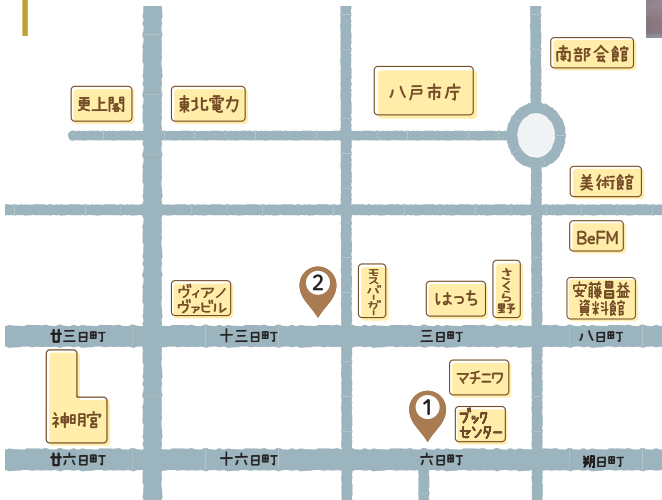 南部会館
更上閣
東北電力
八戸市庁
美術館
BeFM
2
モスバーガー
さくら野
ヴィアノ
ヴァビル
はっち
安藤昌益
資料館
廿三日町
十三日町
三日町
八日町
マチニワ
1
神明宮
ブック
センター
廿六日町
十六日町
六日町
朔日町